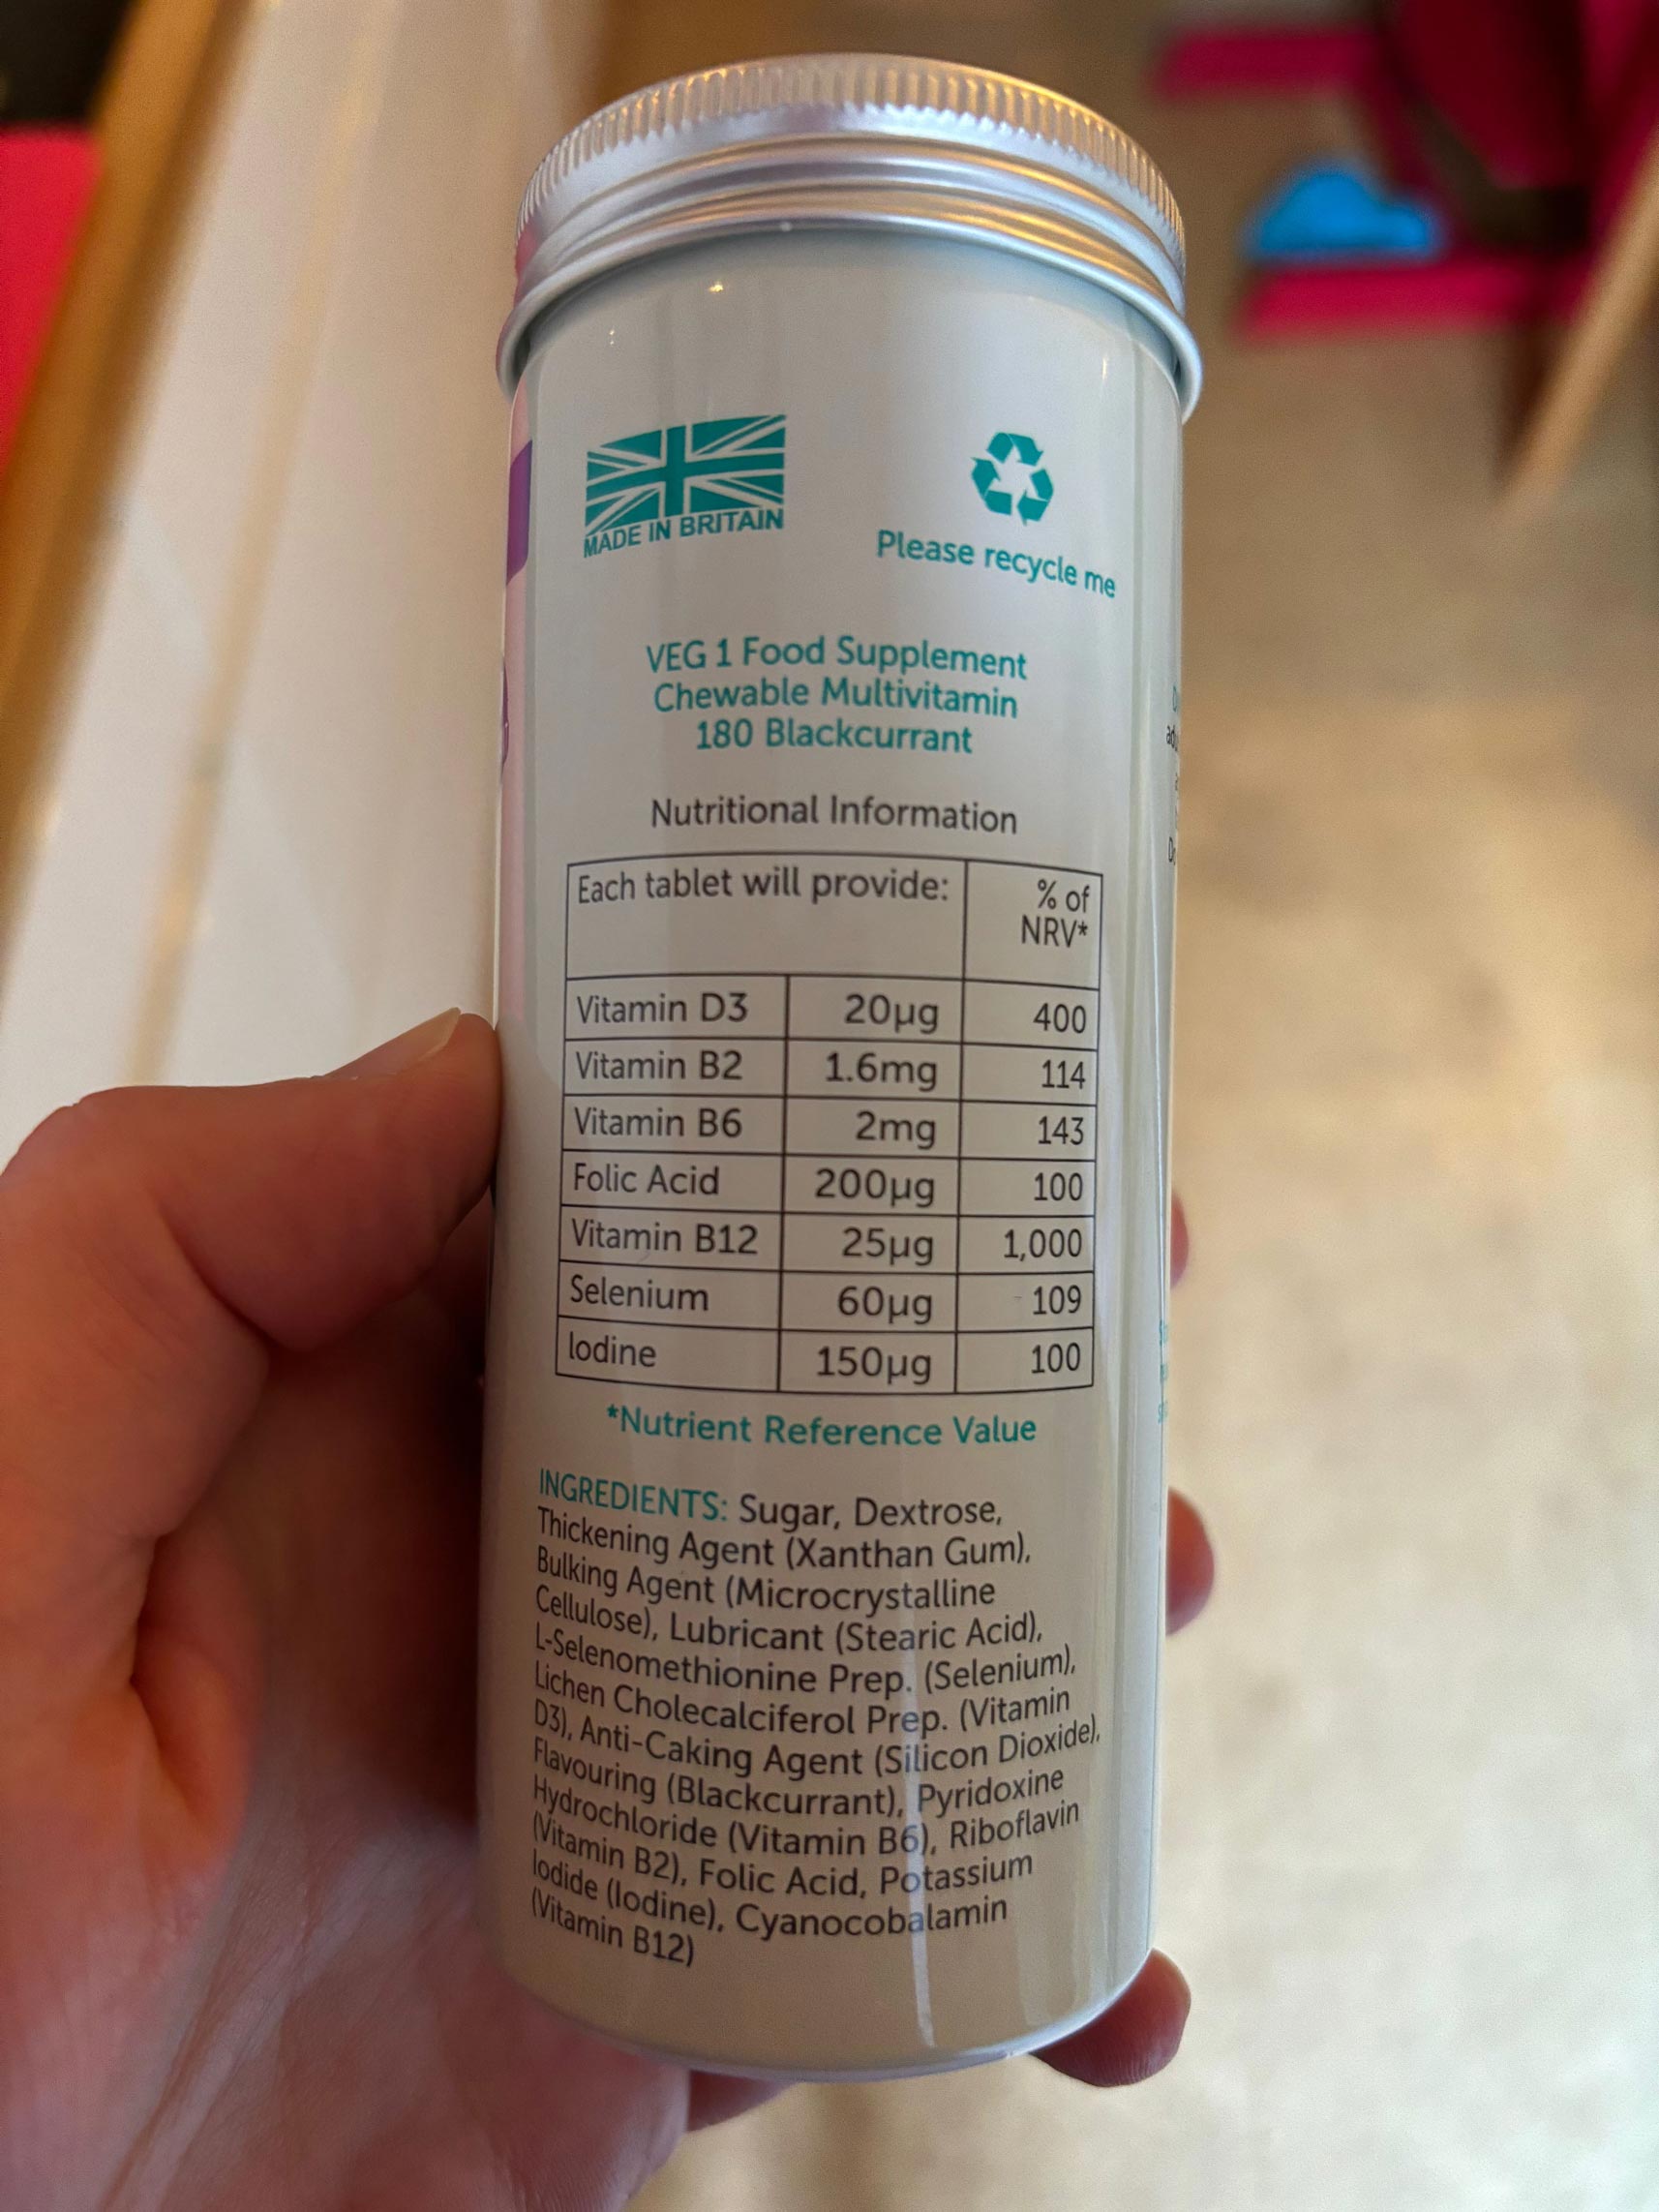 MADE IN BRITAIN
Please recycle me
VEG 1 Food Supplement
Chewable Multivitamin
180 Blackcurrant
Nutritional Information
Each tablet will provide: % of
NRV*
Vitamin D3 20µg 400
Vitamin B2 1.6mg 114
Vitamin B6 2mg 143
Folic Acid 200µg 100
Vitamin B12 25µg 1,000
Selenium 60µg 109
Iodine 150µg 100
*Nutrient Reference Value
INGREDIENTS: Sugar, Dextrose,
Thickening Agent (Xanthan Gum),
Bulking Agent (Microcrystalline
Cellulose), Lubricant (Stearic Acid),
L-Selenomethionine Prep. (Selenium),
Lichen Cholecalciferol Prep. (Vitamin
D3), Anti-Caking Agent (Silicon Dioxide),
Flavouring (Blackcurrant), Pyridoxine
Hydrochloride (Vitamin B6), Riboflavin
(Vitamin B2), Folic Acid, Potassium
Iodide (Iodine), Cyanocobalamin
(Vitamin B12)